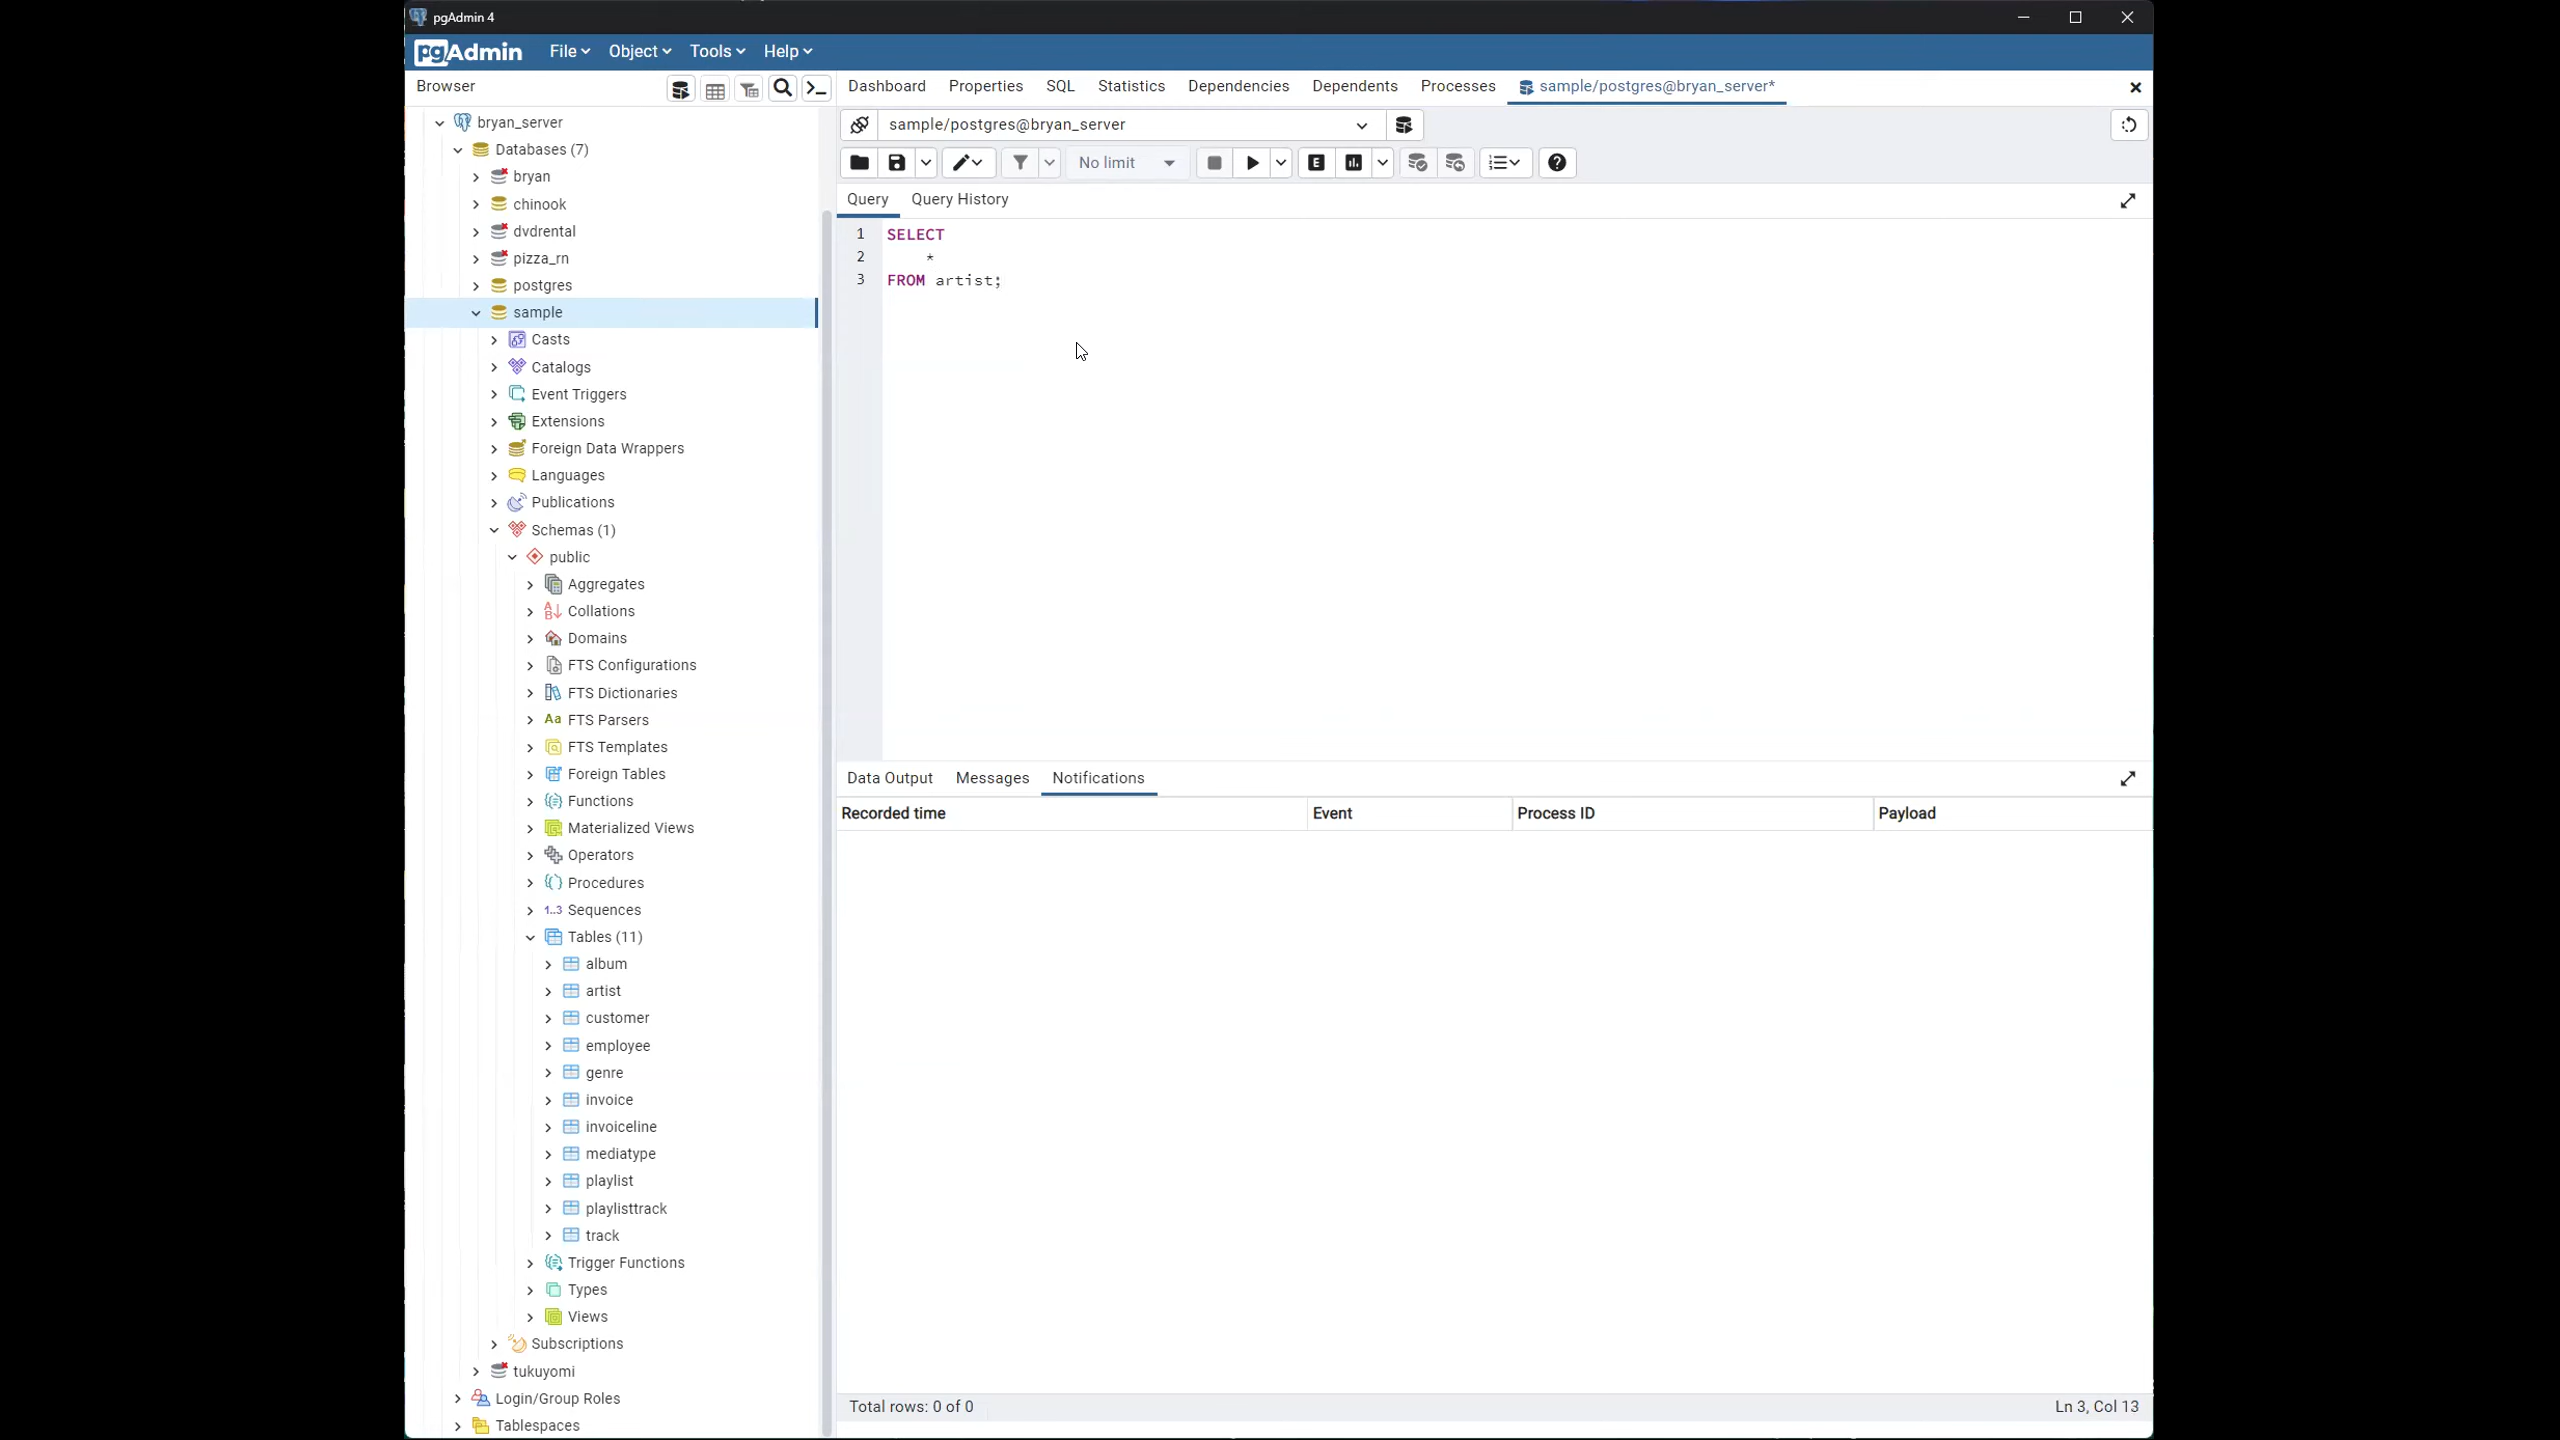 pgAdmin 4
pgAdmin File Object Tools Help
Browser
Dashboard Properties SQL Statistics Dependencies Dependents Processes sample/postgres@bryan_server*
sample/postgres@bryan_server
No limit
E
Query Query History
1 SELECT
2 *
3 FROM artist;
bryan_server
Databases (7)
bryan
chinook
dvdrental
pizza_rn
postgres
sample
Casts
Catalogs
Event Triggers
Extensions
Foreign Data Wrappers
Languages
Publications
Schemas (1)
public
Aggregates
Collations
Domains
FTS Configurations
FTS Dictionaries
Aa FTS Parsers
FTS Templates
Foreign Tables
Functions
Materialized Views
Operators
Procedures
1..3 Sequences
Tables (11)
album
artist
customer
employee
genre
invoice
invoiceline
mediatype
playlist
playlisttrack
track
Trigger Functions
Types
Views
Subscriptions
tukuyomi
Login/Group Roles
Tablespaces
Data Output Messages Notifications
Recorded time Event Process ID Payload
Total rows: 0 of 0
Ln 3, Col 13